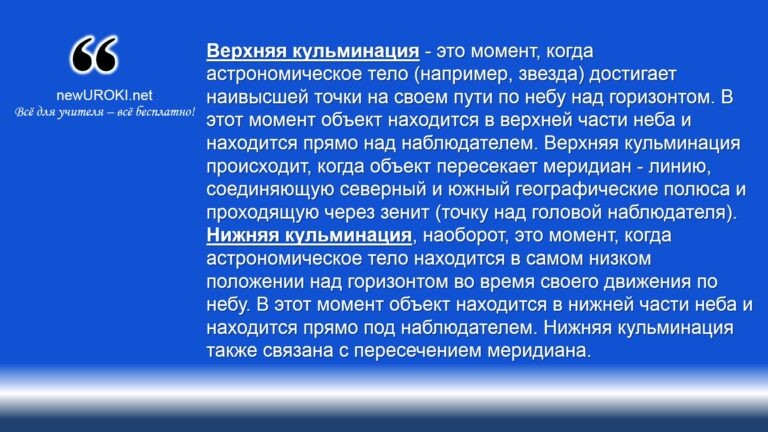 newUROKI.net
Всё для учителя – всё бесплатно!
Верхняя кульминация - это момент, когда
астрономическое тело (например, звезда) достигает
наивысшей точки на своем пути по небу над горизонтом. В
этот момент объект находится в верхней части неба и
находится прямо над наблюдателем. Верхняя кульминация
происходит, когда объект пересекает меридиан - линию,
соединяющую северный и южный географические полюса и
проходящую через зенит (точку над головой наблюдателя).
Нижняя кульминация, наоборот, это момент, когда
астрономическое тело находится в самом низком
положении над горизонтом во время своего движения по
небу. В этот момент объект находится в нижней части неба и
находится прямо под наблюдателем. Нижняя кульминация
также связана с пересечением меридиана.